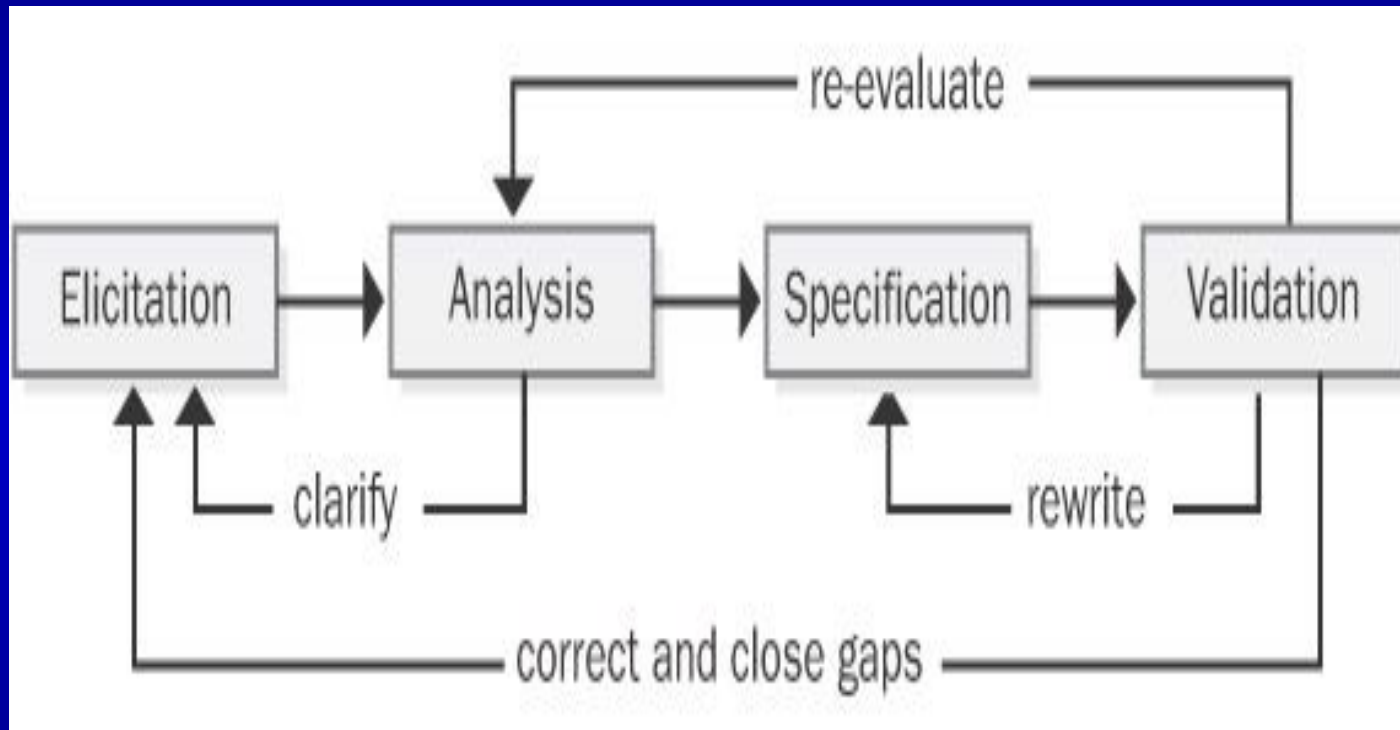 re-evaluate
Elicitation
Analysis
Specification
Validation
clarify
rewrite
correct and close gaps